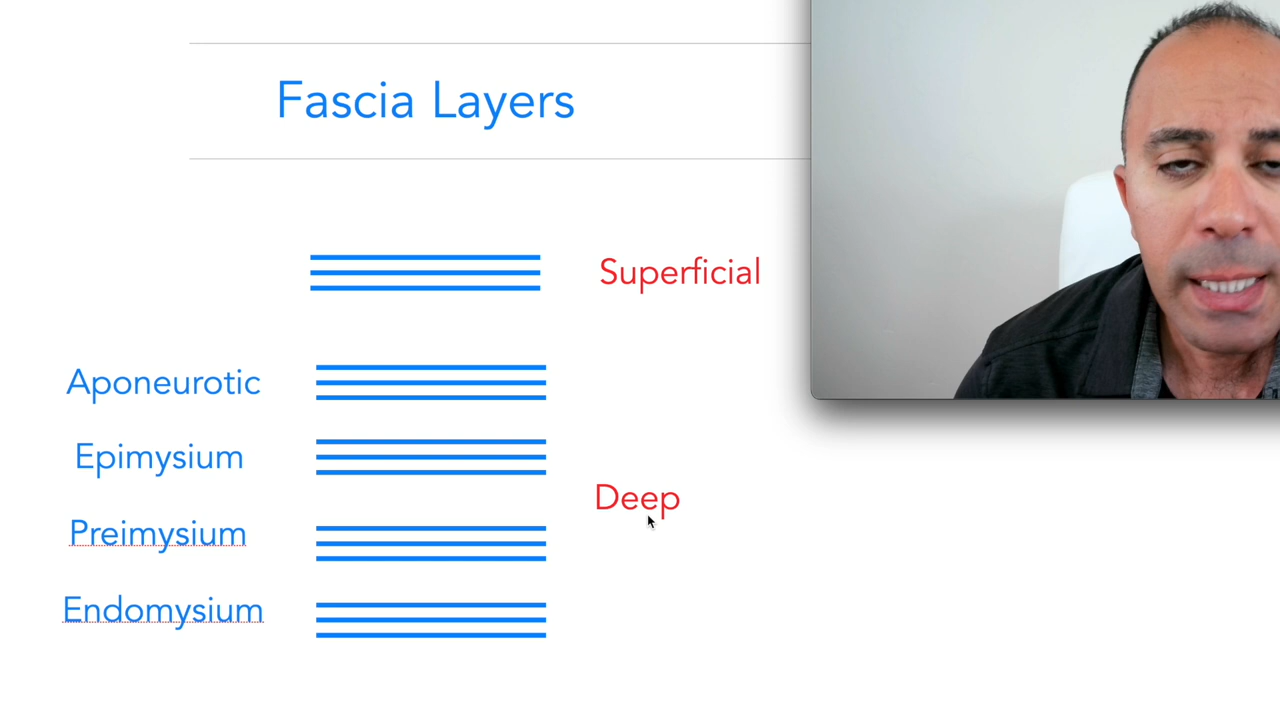 Fascia Layers
Superficial
Aponeurotic
Epimysium
Deep
Preimysium
Endomysium